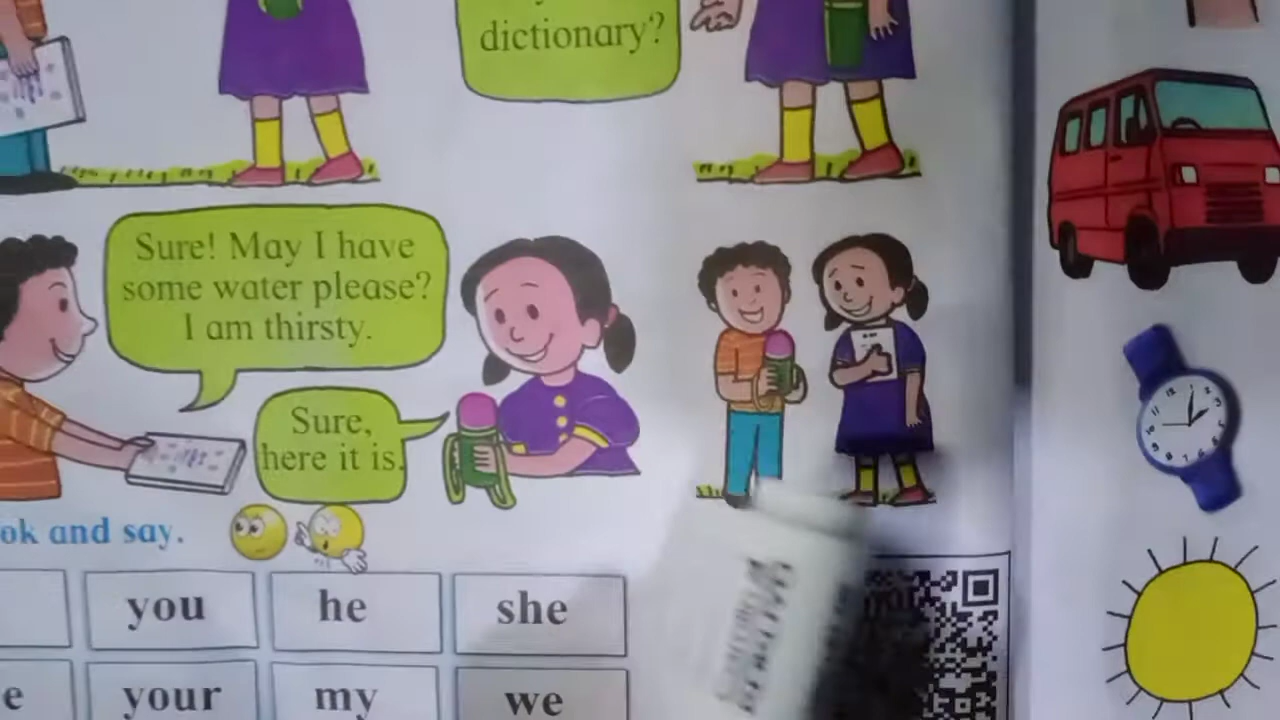 dictionary?
Sure! May I have
some water please?
I am thirsty.
Sure,
here it is.
ok and say.
you he she
e your my we